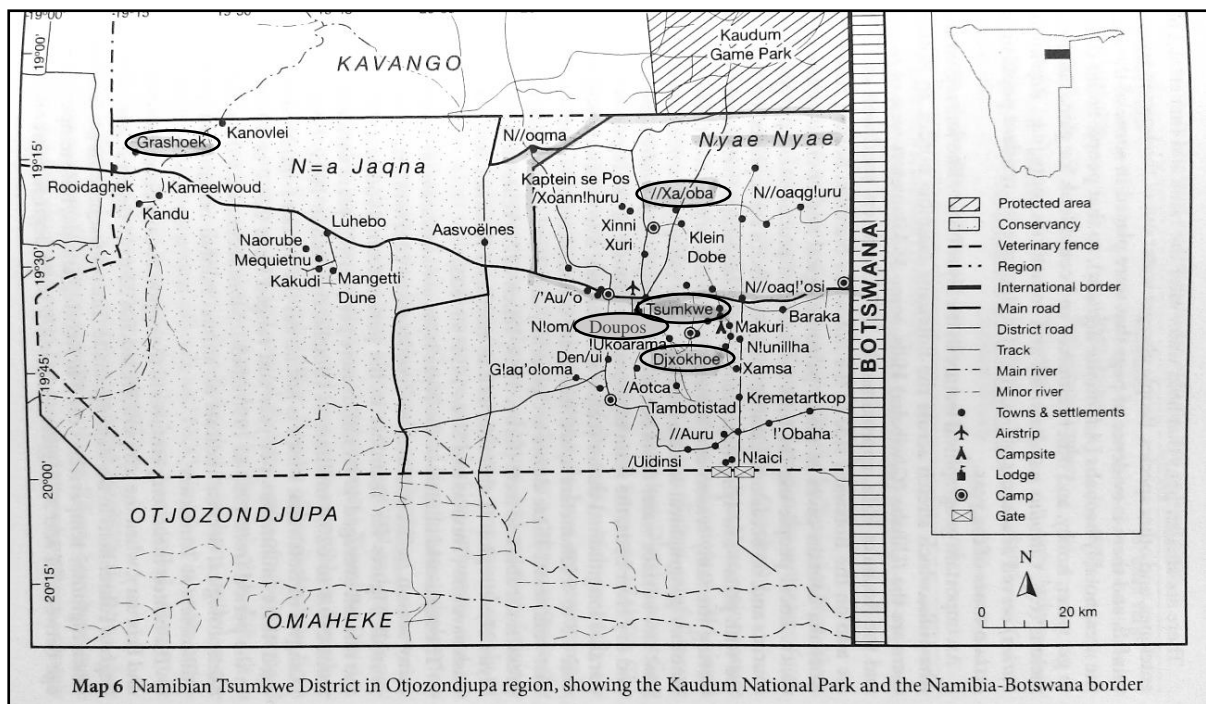 19°00'
19°15'
KAVANGO
Kaudum
Game Park
Kanovlei
Grashoek
N=a Jaqna
N//oqma
Nyae Nyae
19°15'
Rooidaghek
Kameelwoud
Kandu
Kaptein se Pos
/Xoann!huru
//Xa/oba
N//oaqg!uru
Luhebo
Aasvoëlnes
Xinni
Xuri
Klein
Dobe
Naorube
Mequietnu
Kakudi
Mangetti
Dune
19°30'
/'Au/'o
N//oaq!'osi
Tsumkwe
Baraka
N!om/
Doupos
Makuri
!Ukoarama
N!unillha
Den/ui
Djxokhoe
G!aq'o!oma
Xamsa
19°45'
/Aotca
Tambotistad
Kremetartkop
//Auru
!'Obaha
/Uidinsi
N!aici
20°00'
OTJOZONDJUPA
20°15'
OMAHEKE
BOTSWANA
Protected area
Conservancy
Veterinary fence
Region
International border
Main road
District road
Track
Main river
Minor river
Towns & settlements
Airstrip
Campsite
Lodge
Camp
Gate
N
0 20 km
Map 6 Namibian Tsumkwe District in Otjozondjupa region, showing the Kaudum National Park and the Namibia-Botswana border